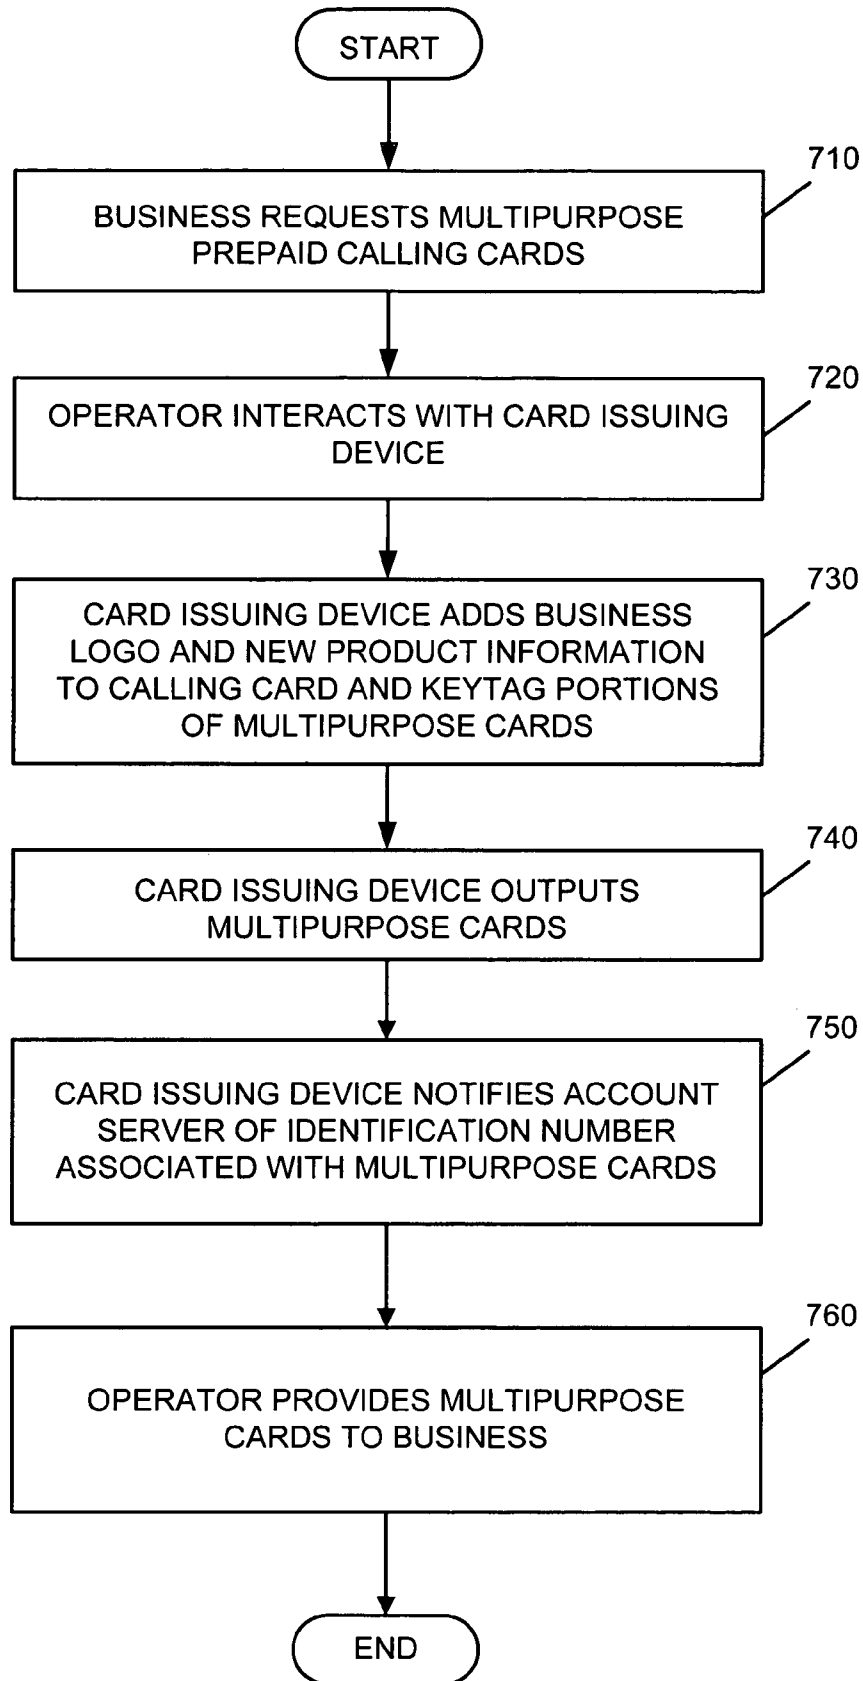 START
710
BUSINESS REQUESTS MULTIPURPOSE
PREPAID CALLING CARDS
720
OPERATOR INTERACTS WITH CARD ISSUING
DEVICE
730
CARD ISSUING DEVICE ADDS BUSINESS
LOGO AND NEW PRODUCT INFORMATION
TO CALLING CARD AND KEYTAG PORTIONS
OF MULTIPURPOSE CARDS
740
CARD ISSUING DEVICE OUTPUTS
MULTIPURPOSE CARDS
750
CARD ISSUING DEVICE NOTIFIES ACCOUNT
SERVER OF IDENTIFICATION NUMBER
ASSOCIATED WITH MULTIPURPOSE CARDS
760
OPERATOR PROVIDES MULTIPURPOSE
CARDS TO BUSINESS
END